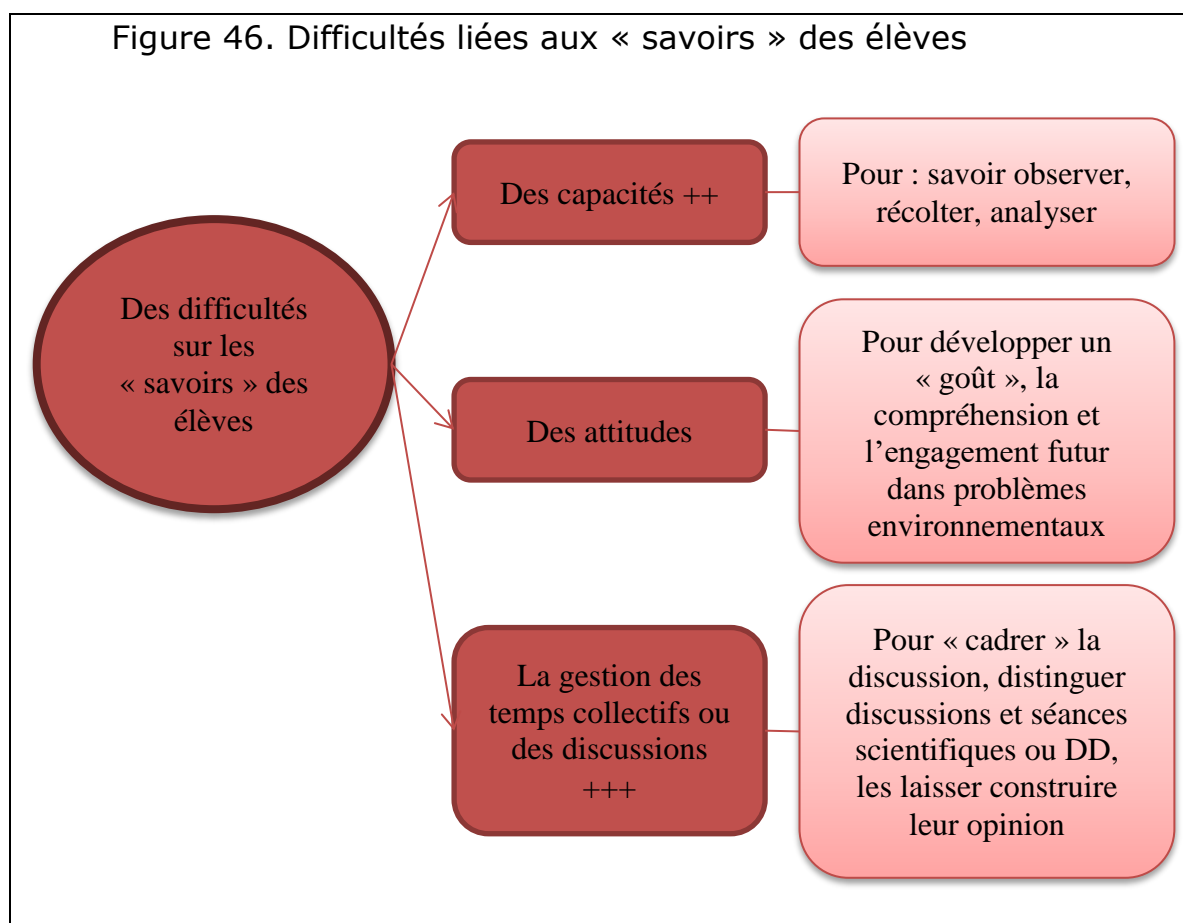 Figure 46. Difficultés liées aux « savoirs » des élèves
Des difficultés
sur les
« savoirs » des
élèves
Des capacités ++
Pour : savoir observer,
récolter, analyser
Des attitudes
Pour développer un
« goût », la
compréhension et
l’engagement futur
dans problèmes
environnementaux
La gestion des
temps collectifs ou
des discussions
+++
Pour « cadrer » la
discussion, distinguer
discussions et séances
scientifiques ou DD,
les laisser construire
leur opinion